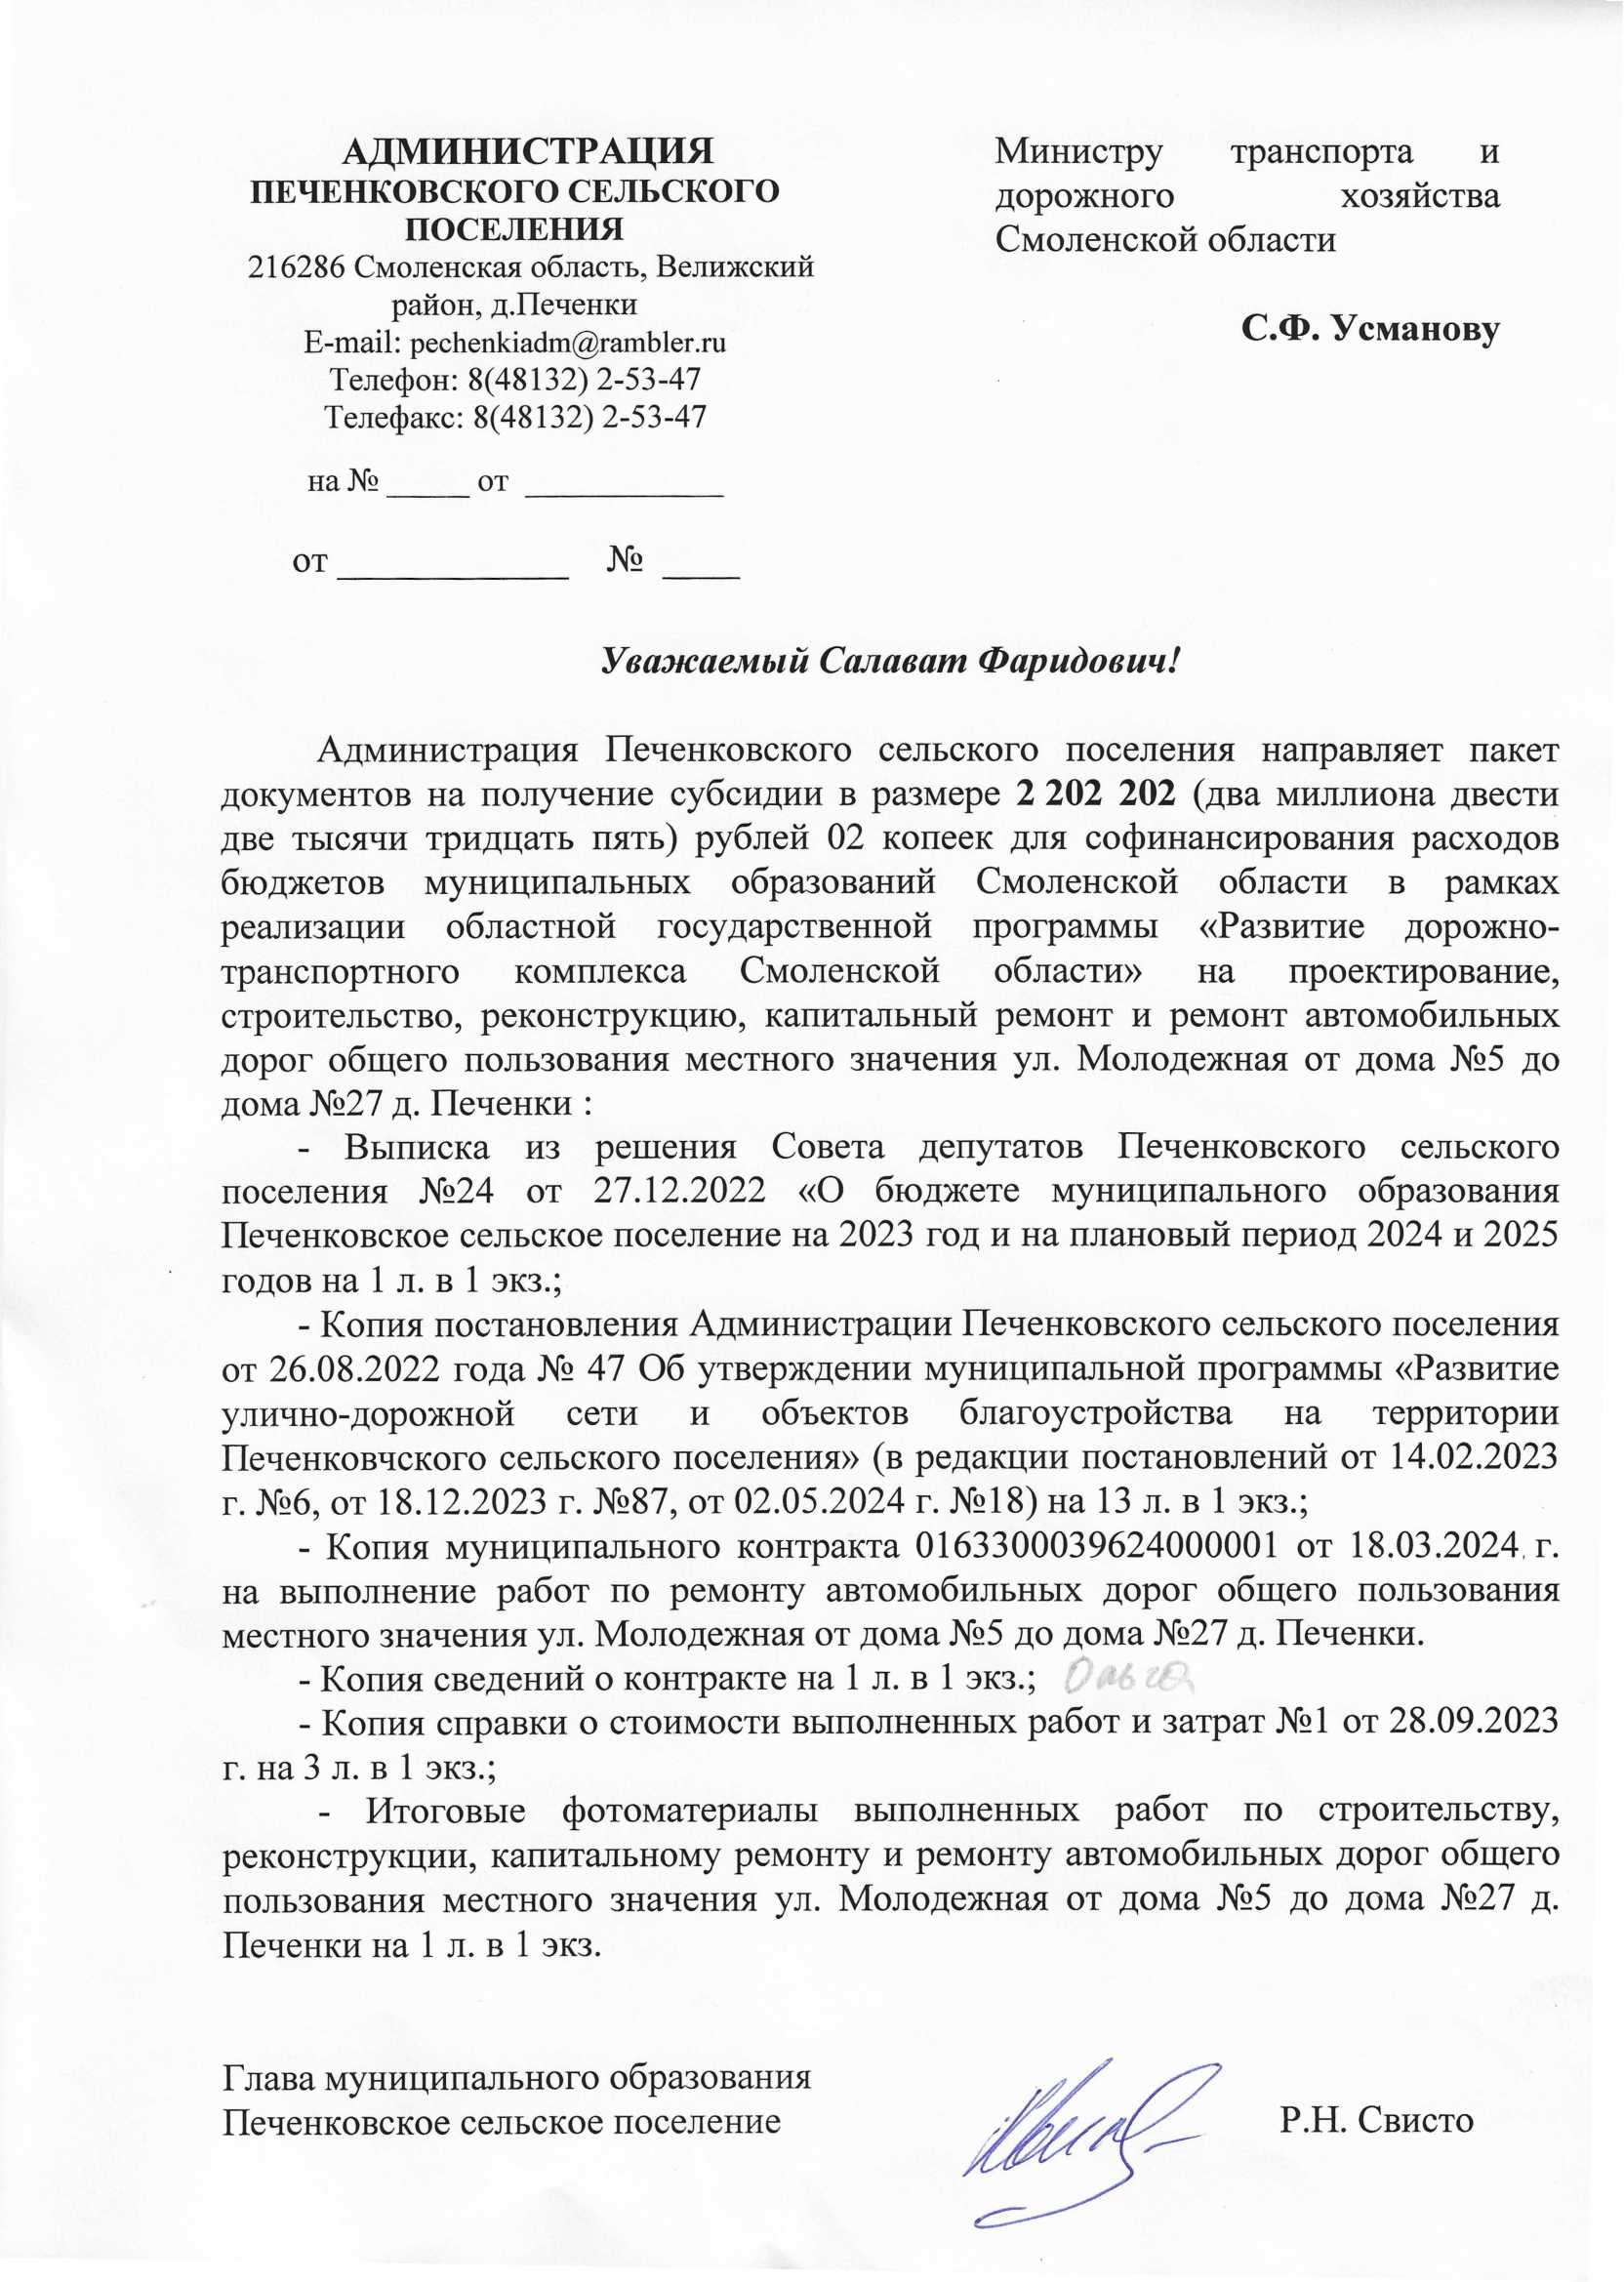 АДМИНИСТРАЦИЯ
ПЕЧЕНКОВСКОГО СЕЛЬСКОГО
ПОСЕЛЕНИЯ
216286 Смоленская область, Велижский
район, д.Печенки
E-mail: pechenkiadm@rambler.ru
Телефон: 8(48132) 2-53-47
Телефакс: 8(48132) 2-53-47
на № _____ от ____________
от ____________ № ____
Министру транспорта и
дорожного хозяйства
Смоленской области
С.Ф. Усманову
Уважаемый Салават Фаридович!
Администрация Печенковского сельского поселения направляет пакет
документов на получение субсидии в размере 2 202 202 (два миллиона двести
две тысячи тридцать пять) рублей 02 копеек для софинансирования расходов
бюджетов муниципальных образований Смоленской области в рамках
реализации областной государственной программы «Развитие дорожно-
транспортного комплекса Смоленской области» на проектирование,
строительство, реконструкцию, капитальный ремонт и ремонт автомобильных
дорог общего пользования местного значения ул. Молодежная от дома №5 до
дома №27 д. Печенки :
- Выписка из решения Совета депутатов Печенковского сельского
поселения №24 от 27.12.2022 «О бюджете муниципального образования
Печенковское сельское поселение на 2023 год и на плановый период 2024 и 2025
годов на 1 л. в 1 экз.;
- Копия постановления Администрации Печенковского сельского поселения
от 26.08.2022 года № 47 Об утверждении муниципальной программы «Развитие
улично-дорожной сети и объектов благоустройства на территории
Печенковчского сельского поселения» (в редакции постановлений от 14.02.2023
г. №6, от 18.12.2023 г. №87, от 02.05.2024 г. №18) на 13 л. в 1 экз.;
- Копия муниципального контракта 0163300039624000001 от 18.03.2024 г.
на выполнение работ по ремонту автомобильных дорог общего пользования
местного значения ул. Молодежная от дома №5 до дома №27 д. Печенки.
- Копия сведений о контракте на 1 л. в 1 экз.; Ольга
- Копия справки о стоимости выполненных работ и затрат №1 от 28.09.2023
г. на 3 л. в 1 экз.;
- Итоговые фотоматериалы выполненных работ по строительству,
реконструкции, капитальному ремонту и ремонту автомобильных дорог общего
пользования местного значения ул. Молодежная от дома №5 до дома №27 д.
Печенки на 1 л. в 1 экз.
Глава муниципального образования
Печенковское сельское поселение
Р.Н. Свисто